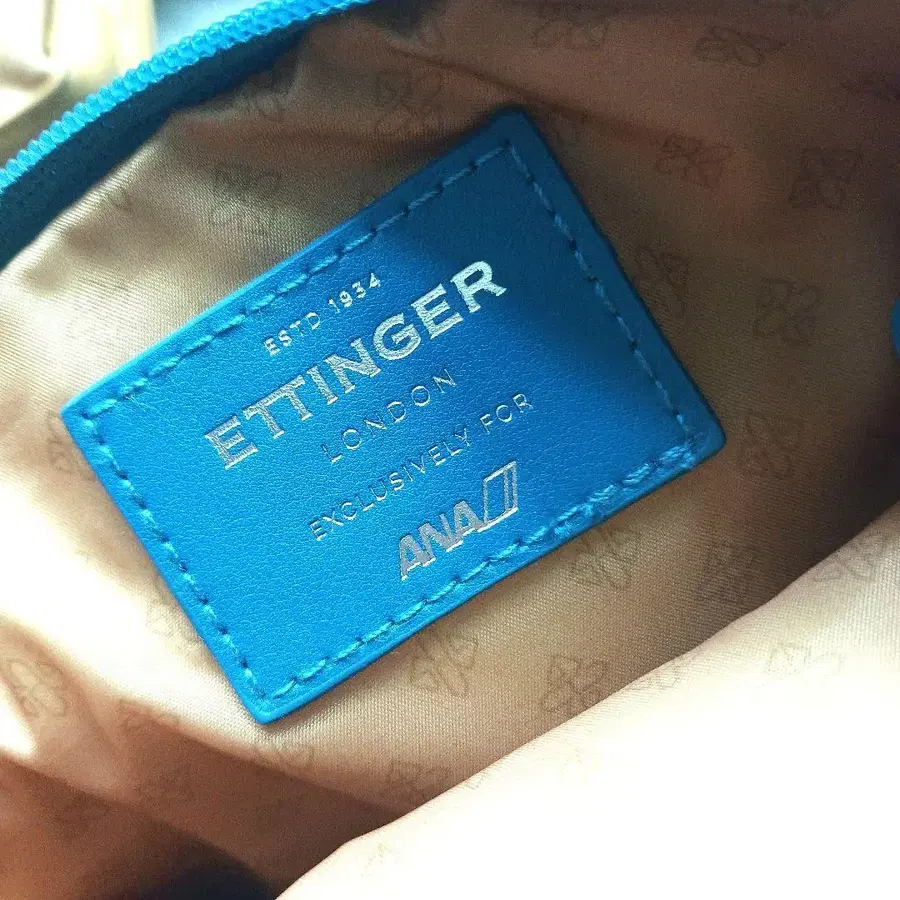 ESTD 1934
ETTINGER
LONDON
EXCLUSIVELY FOR
ANA